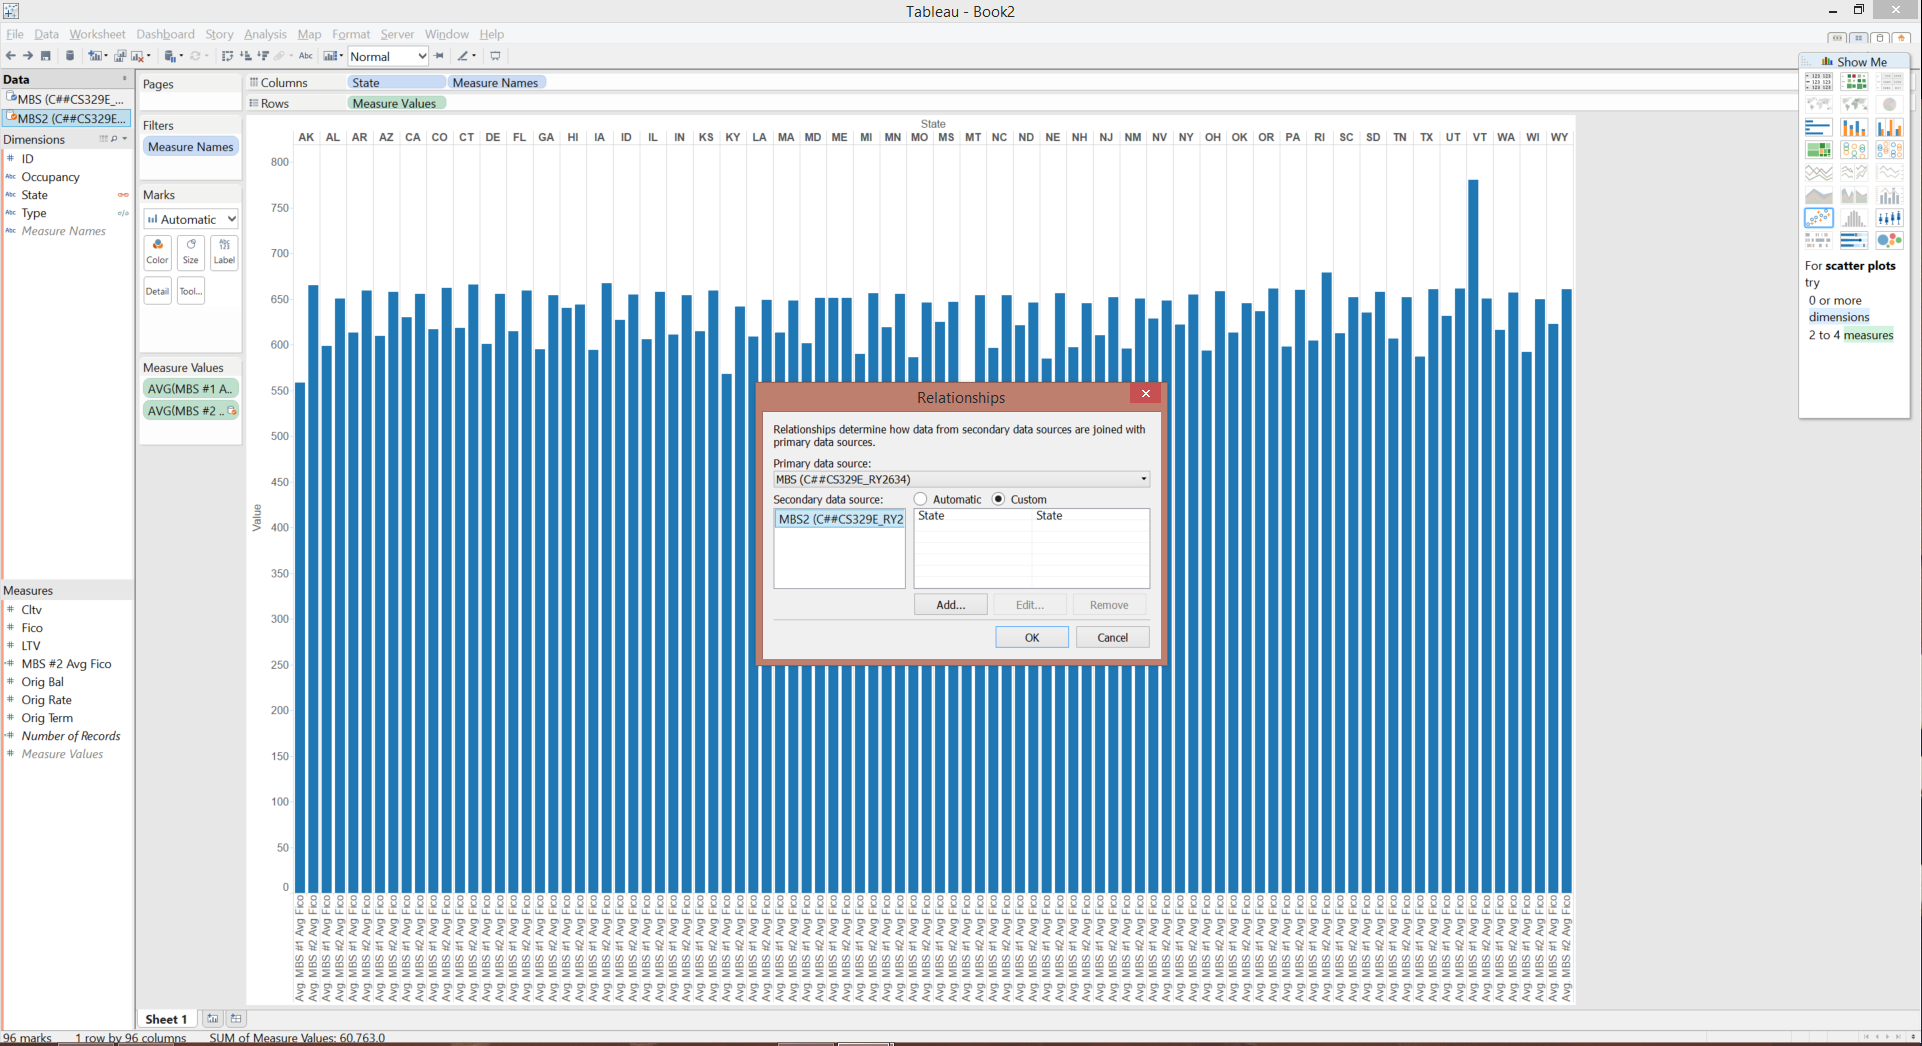 Tableau - Book2
File Data Worksheet Dashboard Story Analysis Map Format Server Window Help
Abc Normal
Data
MBS (C##CS329E_...
MBS2 (C##CS329E...
Dimensions
# ID
Abc Occupancy
Abc State
Abc Type
Abc Measure Names
Measures
# Cltv
# Fico
# LTV
# MBS #2 Avg Fico
# Orig Bal
# Orig Rate
# Orig Term
# Number of Records
# Measure Values
Pages
Filters
Measure Names
Marks
Automatic
Color Size Label
Detail Tool...
Measure Values
AVG(MBS #1 A..
AVG(MBS #2 ..
Columns State Measure Names
Rows Measure Values
State
AK AL AR AZ CA CO CT DE FL GA HI IA ID IL IN KS KY LA MA MD ME MI MN MO MS MT NC ND NE NH NJ NM NV NY OH OK OR PA RI SC SD TN TX UT VT WA WI WY
800
750
700
650
600
550
500
450
400
350
300
250
200
150
100
50
0
Value
Avg. MBS #1 Avg Fico
Avg. MBS #2 Avg Fico
Relationships
Relationships determine how data from secondary data sources are joined with
primary data sources.
Primary data source:
MBS (C##CS329E_RY2634)
Secondary data source: Automatic Custom
MBS2 (C##CS329E_RY2
State State
Add... Edit... Remove
OK Cancel
Show Me
For scatter plots
try
0 or more
dimensions
2 to 4 measures
Sheet 1
96 marks 1 row by 96 columns SUM of Measure Values: 60,763.0